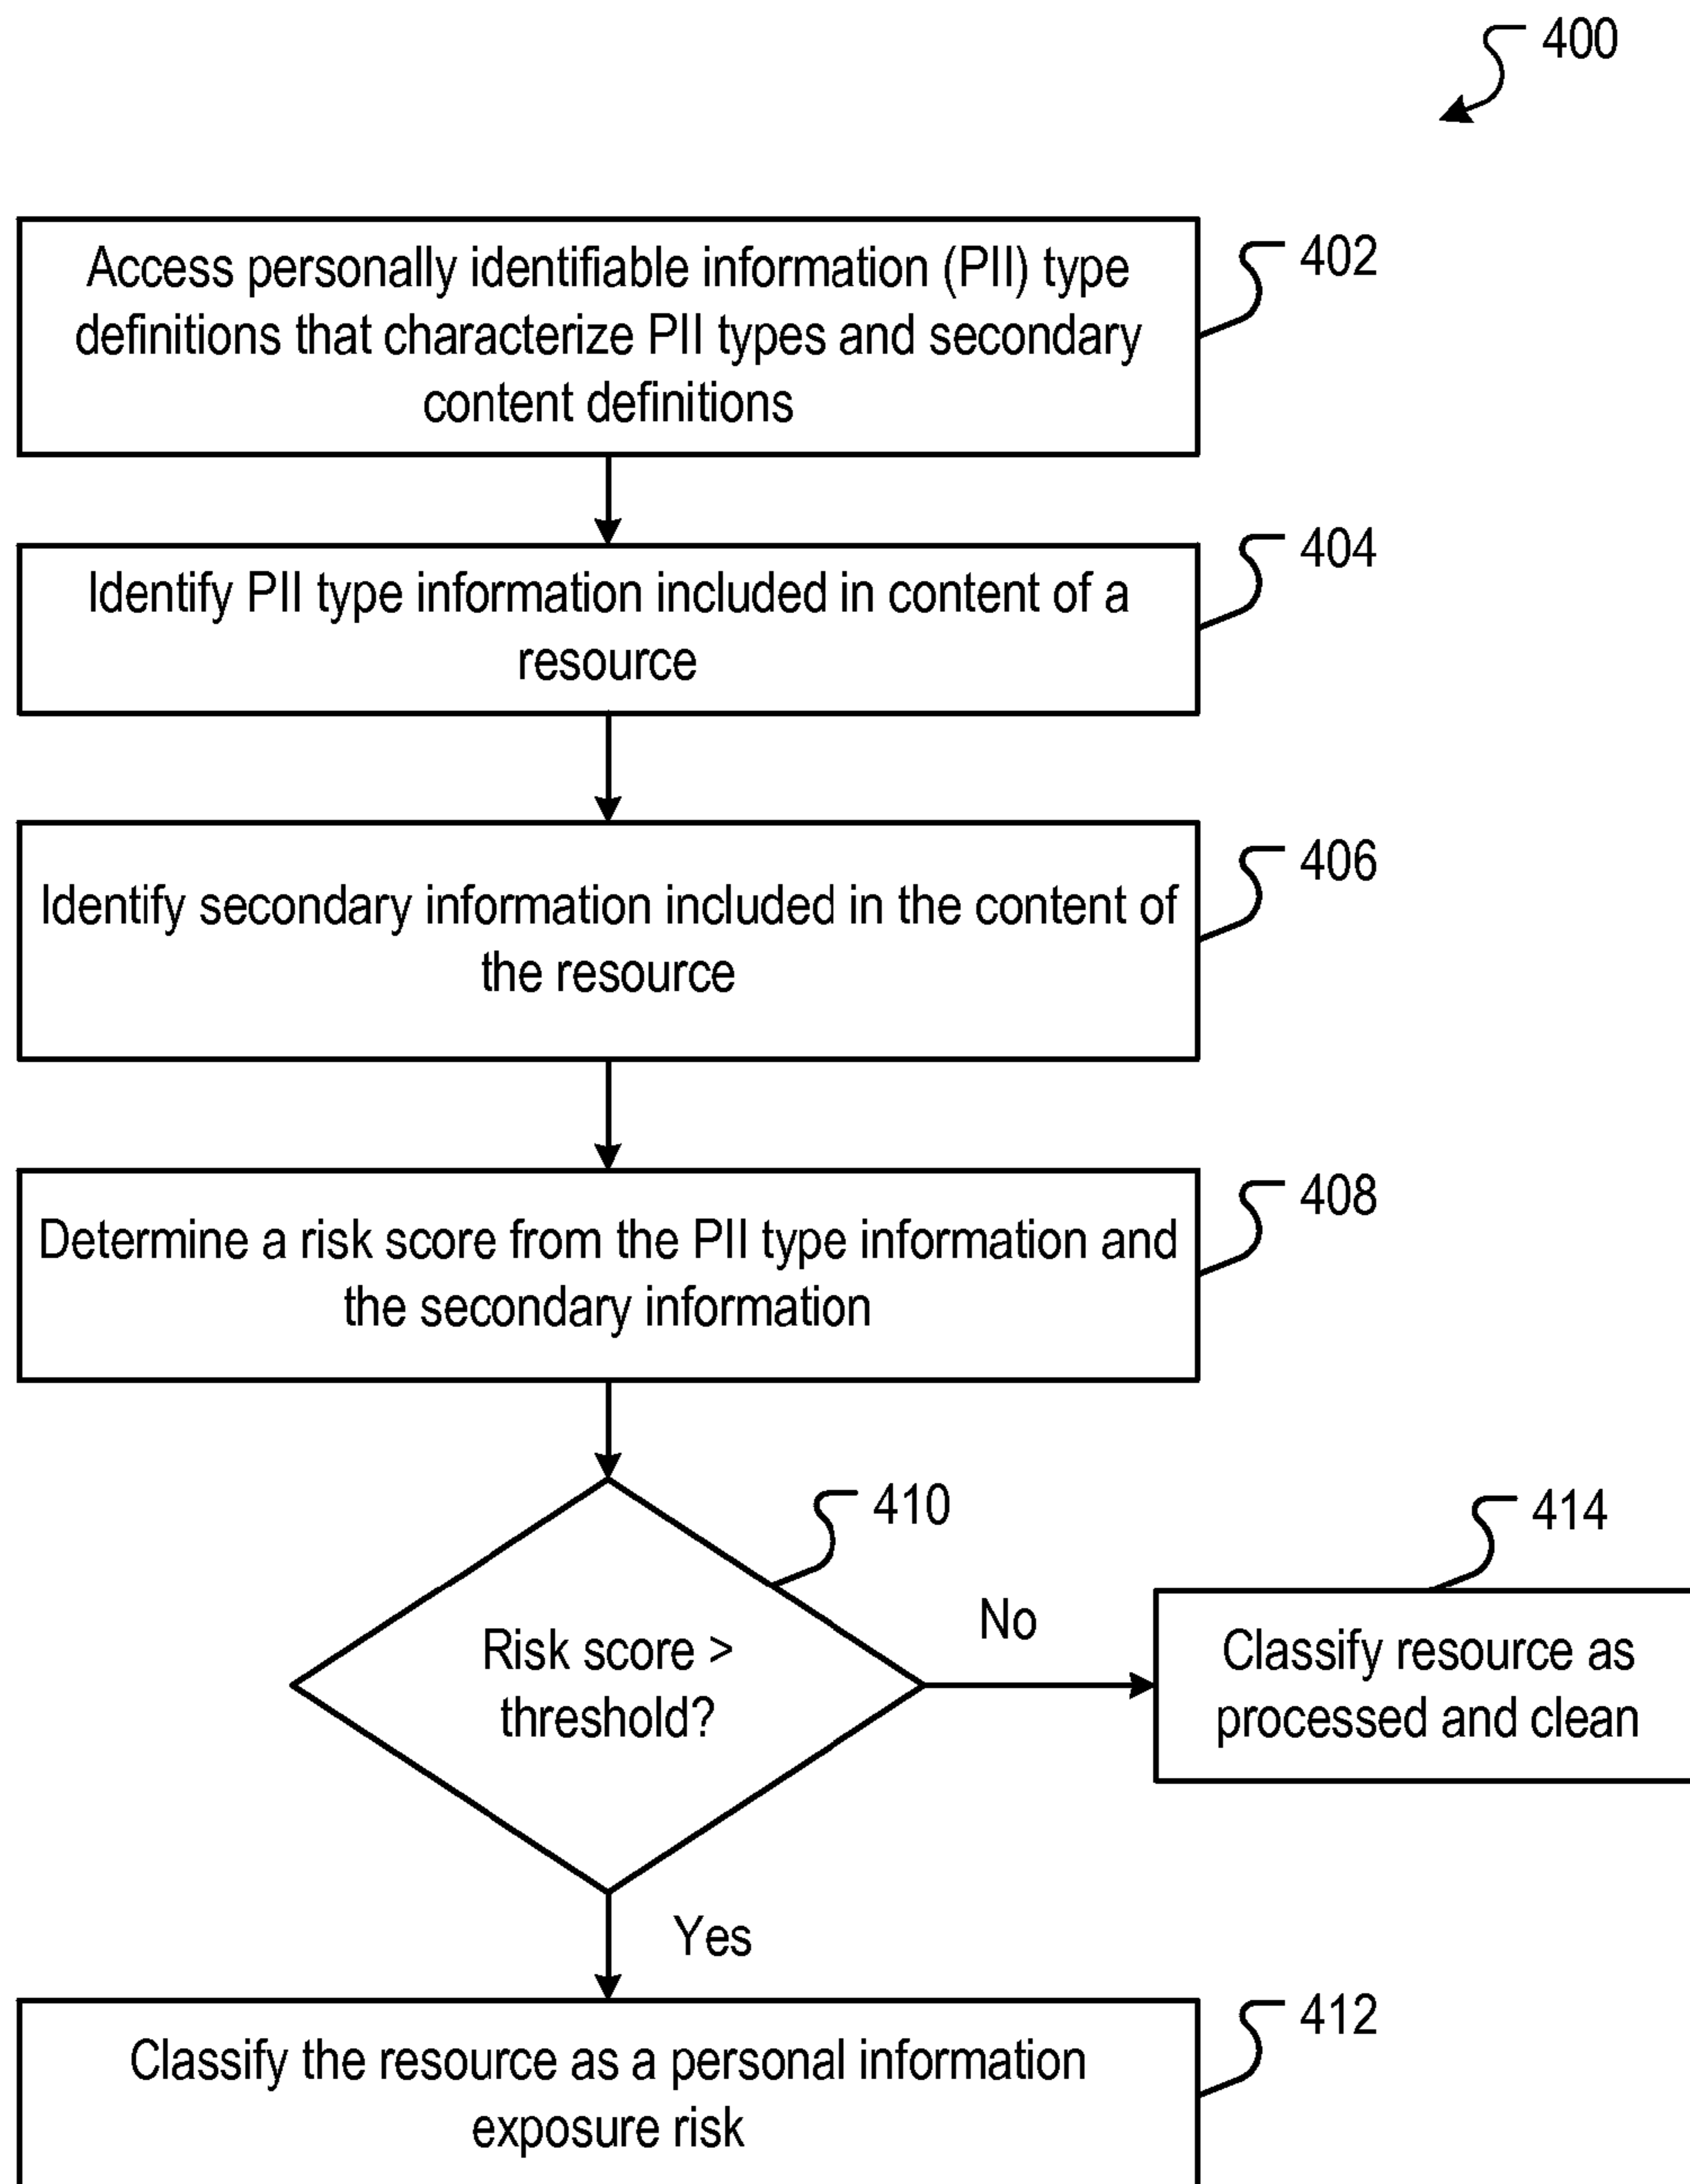 400
Access personally identifiable information (PII) type
definitions that characterize PII types and secondary
content definitions
402
Identify PII type information included in content of a
resource
404
Identify secondary information included in the content of
the resource
406
Determine a risk score from the PII type information and
the secondary information
408
Risk score >
threshold?
410
No
Classify resource as
processed and clean
414
Yes
Classify the resource as a personal information
exposure risk
412